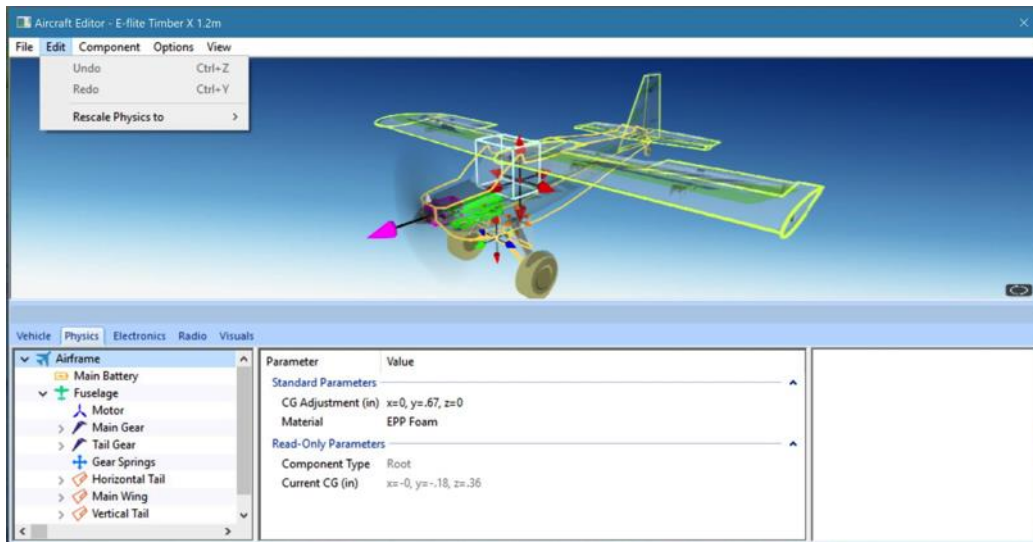 Aircraft Editor - E-flite Timber X 1.2m
File Edit Component Options View
Undo Ctrl+Z
Redo Ctrl+Y
Rescale Physics to
Vehicle Physics Electronics Radio Visuals
Airframe
Main Battery
Fuselage
Motor
Main Gear
Tail Gear
Gear Springs
Horizontal Tail
Main Wing
Vertical Tail
Parameter Value
Standard Parameters
CG Adjustment (in) x=0, y=.67, z=0
Material EPP Foam
Read-Only Parameters
Component Type Root
Current CG (in) x=-0, y=-.18, z=.36